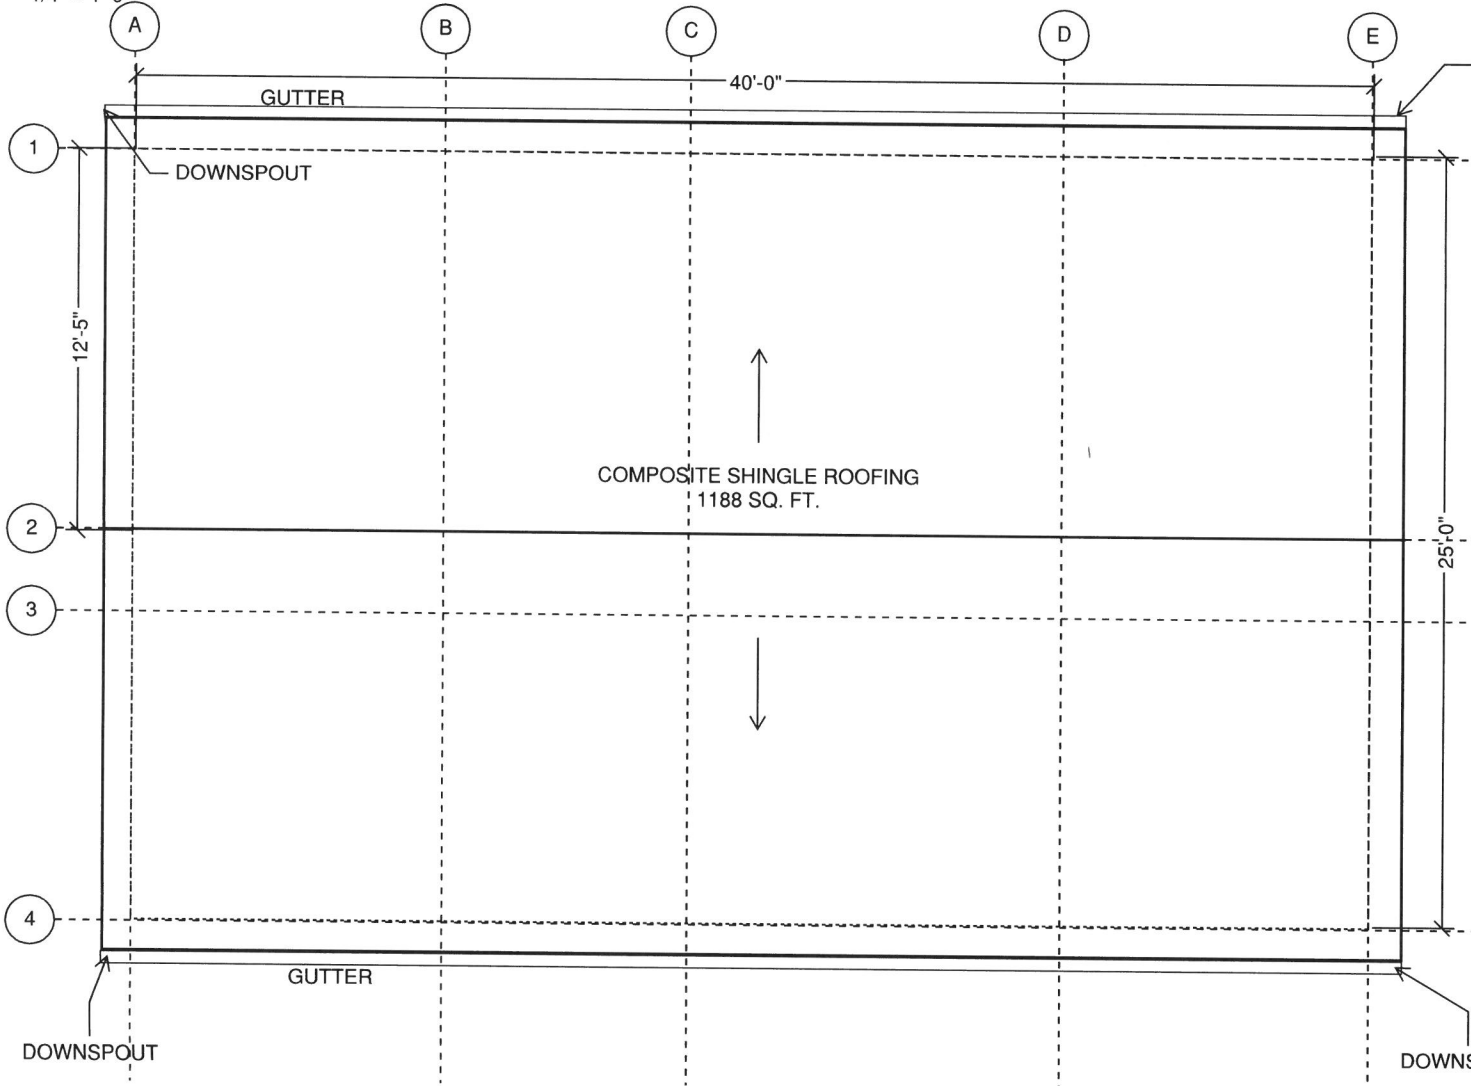 A
B
C
D
E
40'-0"
GUTTER
1
DOWNSPOUT
12'-5"
COMPOSITE SHINGLE ROOFING
1188 SQ. FT.
2
25'-0"
3
4
GUTTER
DOWNSPOUT
DOWNS